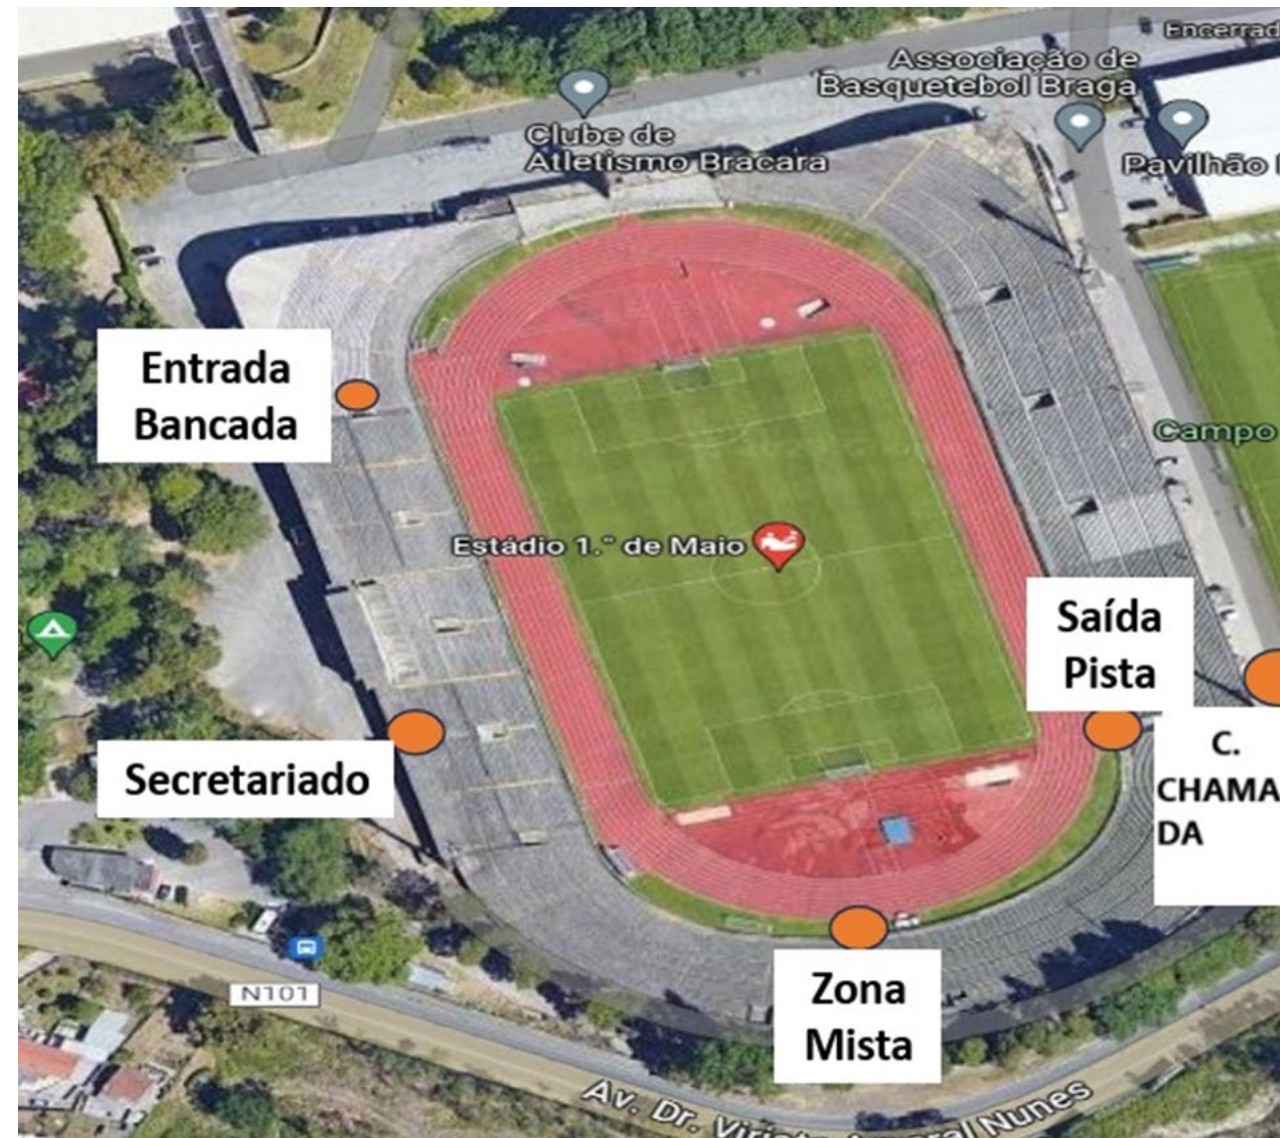 Encerrad
Associação de
Basquetebol Braga
Clube de
Atletismo Bracara
Pavilhão
Entrada
Bancada
Campo
Estádio 1.º de Maio
Saída
Pista
C.
CHAMA
DA
Secretariado
Zona
Mista
N101
Av. Dr. Nunes